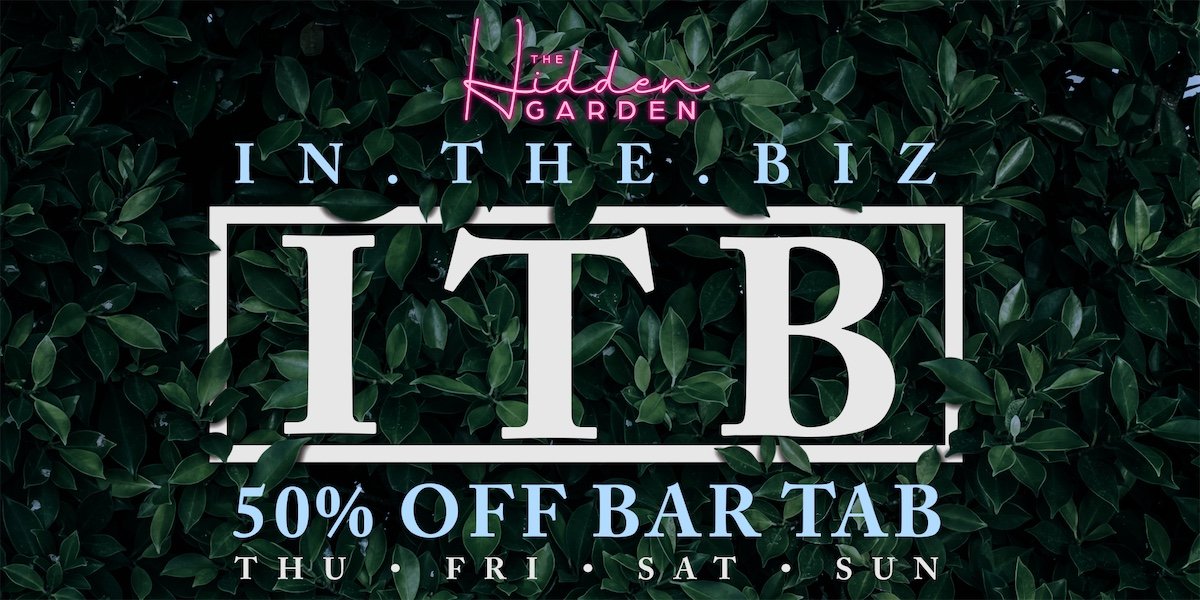 THE
Hidden
GARDEN
IN.THE.BIZ
ITB
50% OFF BAR TAB
THU • FRI • SAT • SUN